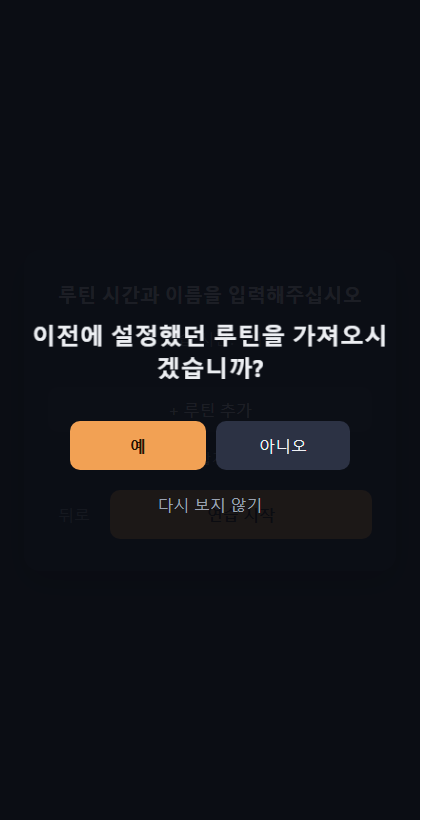 루틴 시간과 이름을 입력해주십시오
이전에 설정했던 루틴을 가져오시
겠습니까?
+ 루틴 추가
예
아니오
다시 보지 않기
뒤로
시작